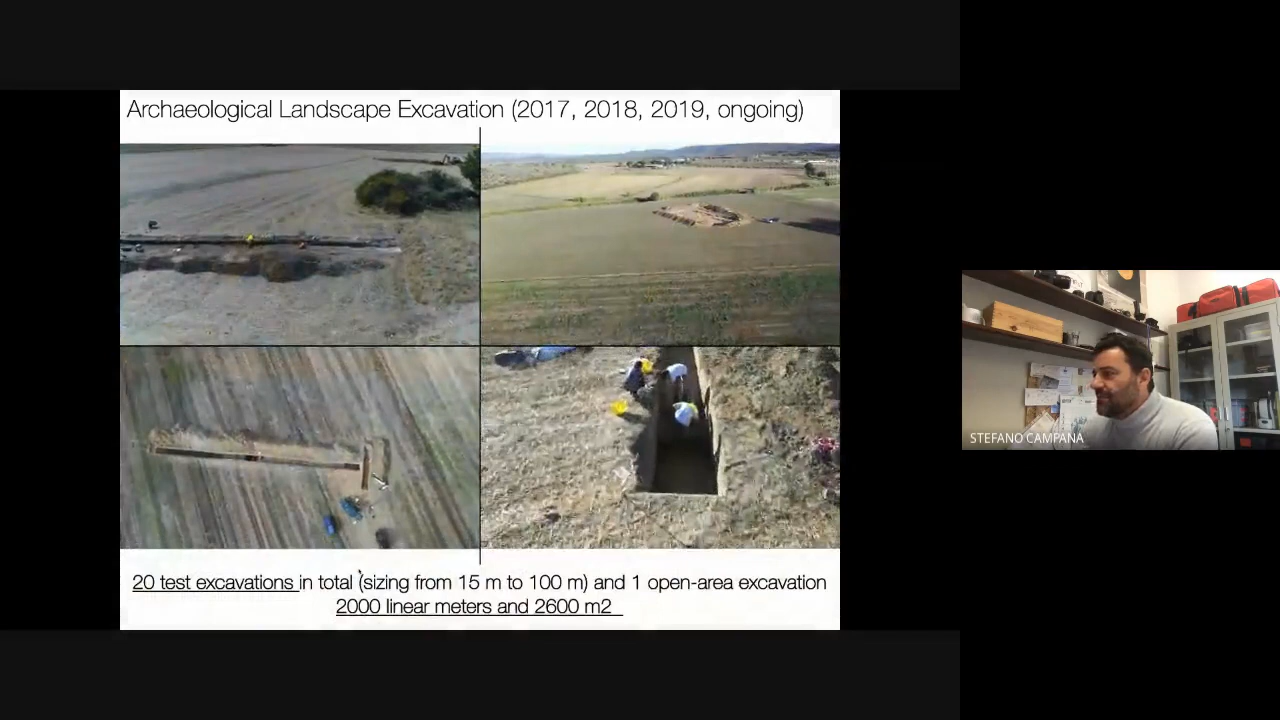 Archaeological Landscape Excavation (2017, 2018, 2019, ongoing)
20 test excavations in total (sizing from 15 m to 100 m) and 1 open-area excavation
2000 linear meters and 2600 m2
STEFANO CAMPANA